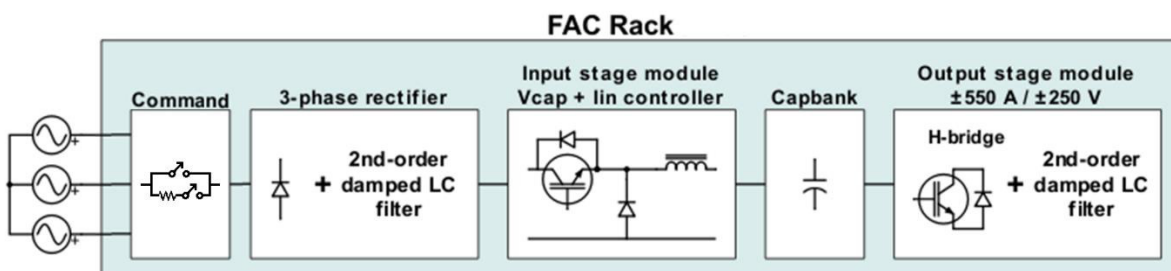 FAC Rack
Command
3-phase rectifier
+ 2nd-order
damped LC
filter
Input stage module
Vcap + Iin controller
Capbank
Output stage module
±550 A / ±250 V
H-bridge
+ 2nd-order
damped LC
filter
+
+
+